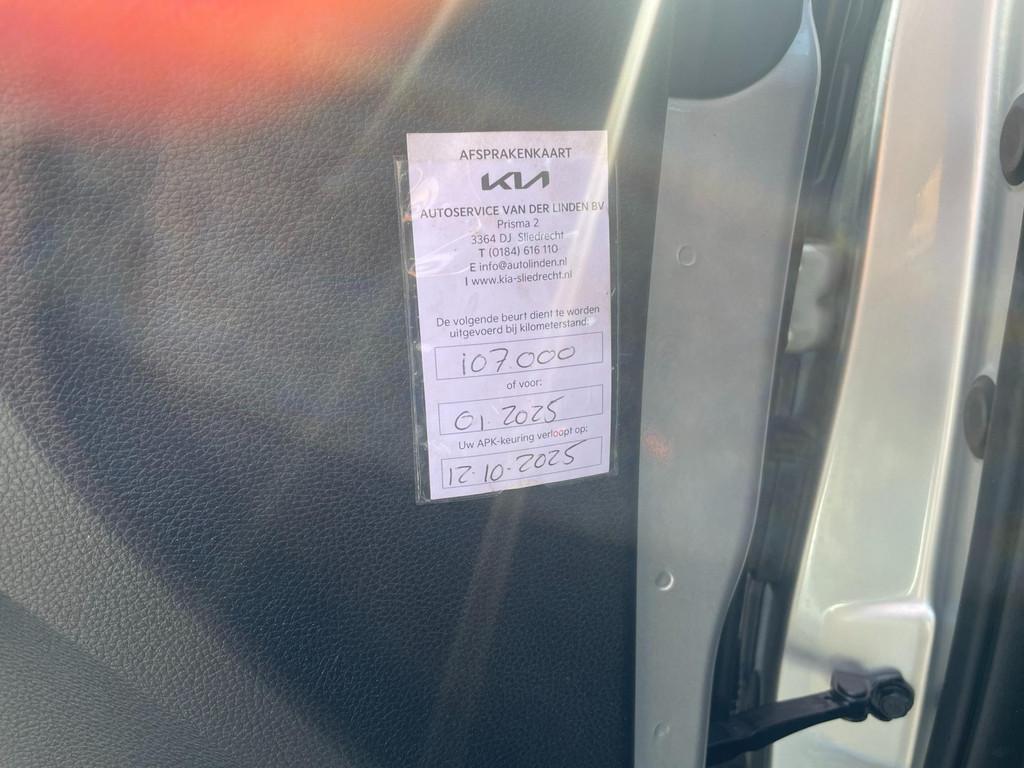 AFSPRAKENKAART
KIA
AUTOSERVICE VAN DER LINDEN BV
Prisma 2
3364 DJ Sliedrecht
T (0184) 616 110
E info@autolinden.nl
I www.kia-sliedrecht.nl
De volgende beurt dient te worden
uitgevoerd bij kilometerstand:
107.000
of voor:
01. 2025
Uw APK-keuring verloopt op:
12-10-2025